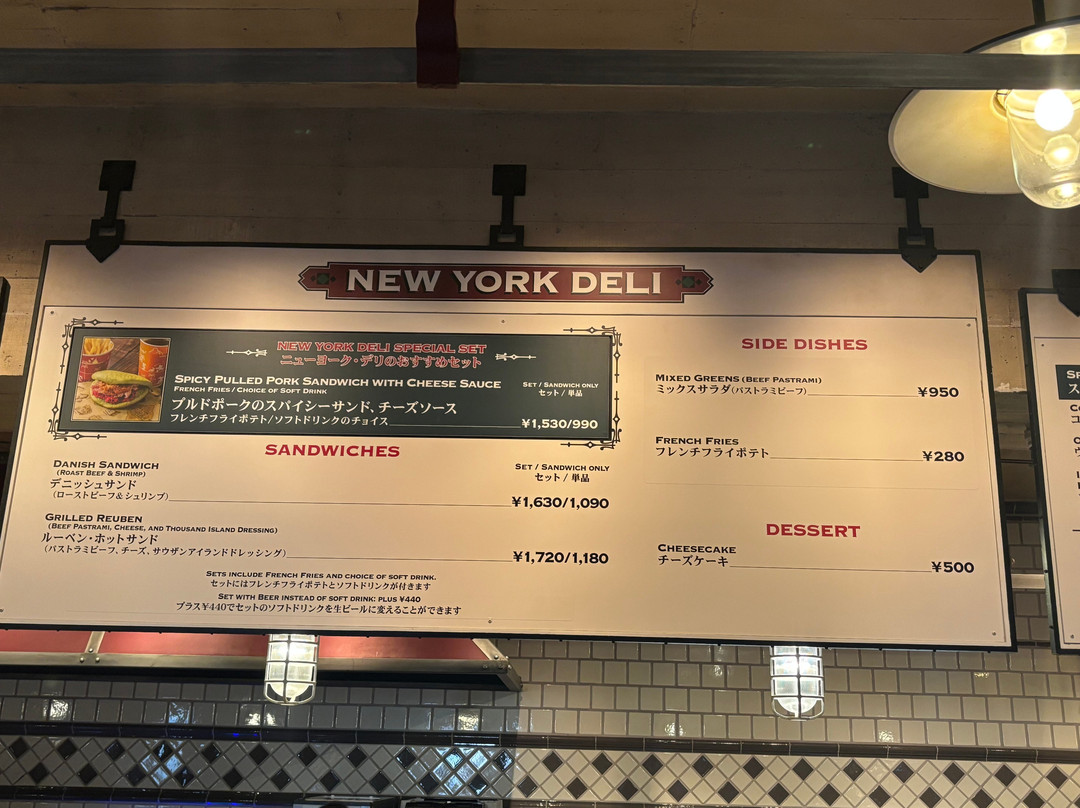 NEW YORK DELI
NEW YORK DELI SPECIAL SET
ニューヨーク・デリのおすすめセット
SPICY PULLED PORK SANDWICH WITH CHEESE SAUCE
FRENCH FRIES / CHOICE OF SOFT DRINK
SET / SANDWICH ONLY
セット / 単品
プルドポークのスパイシーサンド、チーズソース
フレンチフライポテト/ソフトドリンクのチョイス ¥1,530/990
SANDWICHES
SET / SANDWICH ONLY
セット / 単品
DANISH SANDWICH
(ROAST BEEF & SHRIMP)
デニッシュサンド
(ローストビーフ&シュリンプ) ¥1,630/1,090
GRILLED REUBEN
(BEEF PASTRAMI, CHEESE, AND THOUSAND ISLAND DRESSING)
ルーベン・ホットサンド
(パストラミビーフ、チーズ、サウザンアイランドドレッシング) ¥1,720/1,180
SETS INCLUDE FRENCH FRIES AND CHOICE OF SOFT DRINK.
セットにはフレンチフライポテトとソフトドリンクが付きます
SET WITH BEER INSTEAD OF SOFT DRINK: PLUS ¥440
プラス¥440でセットのソフトドリンクを生ビールに変えることができます
SIDE DISHES
MIXED GREENS (BEEF PASTRAMI)
ミックスサラダ(パストラミビーフ) ¥950
FRENCH FRIES
フレンチフライポテト ¥280
DESSERT
CHEESECAKE
チーズケーキ ¥500